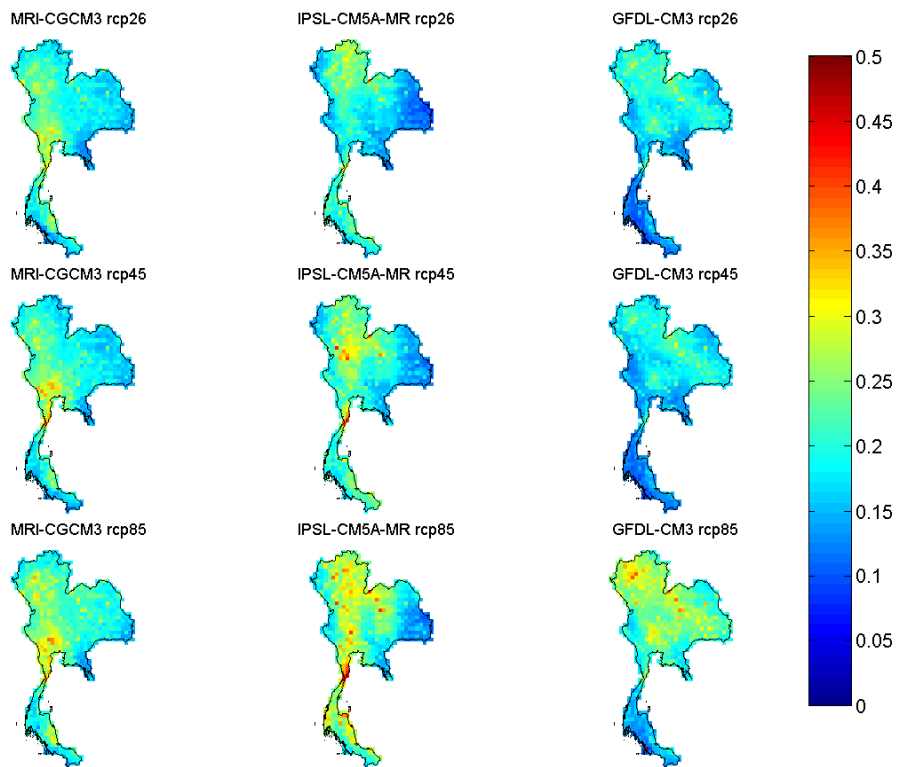 MRI-CGCM3 rcp26
IPSL-CM5A-MR rcp26
GFDL-CM3 rcp26
MRI-CGCM3 rcp45
IPSL-CM5A-MR rcp45
GFDL-CM3 rcp45
MRI-CGCM3 rcp85
IPSL-CM5A-MR rcp85
GFDL-CM3 rcp85
0.5
0.45
0.4
0.35
0.3
0.25
0.2
0.15
0.1
0.05
0